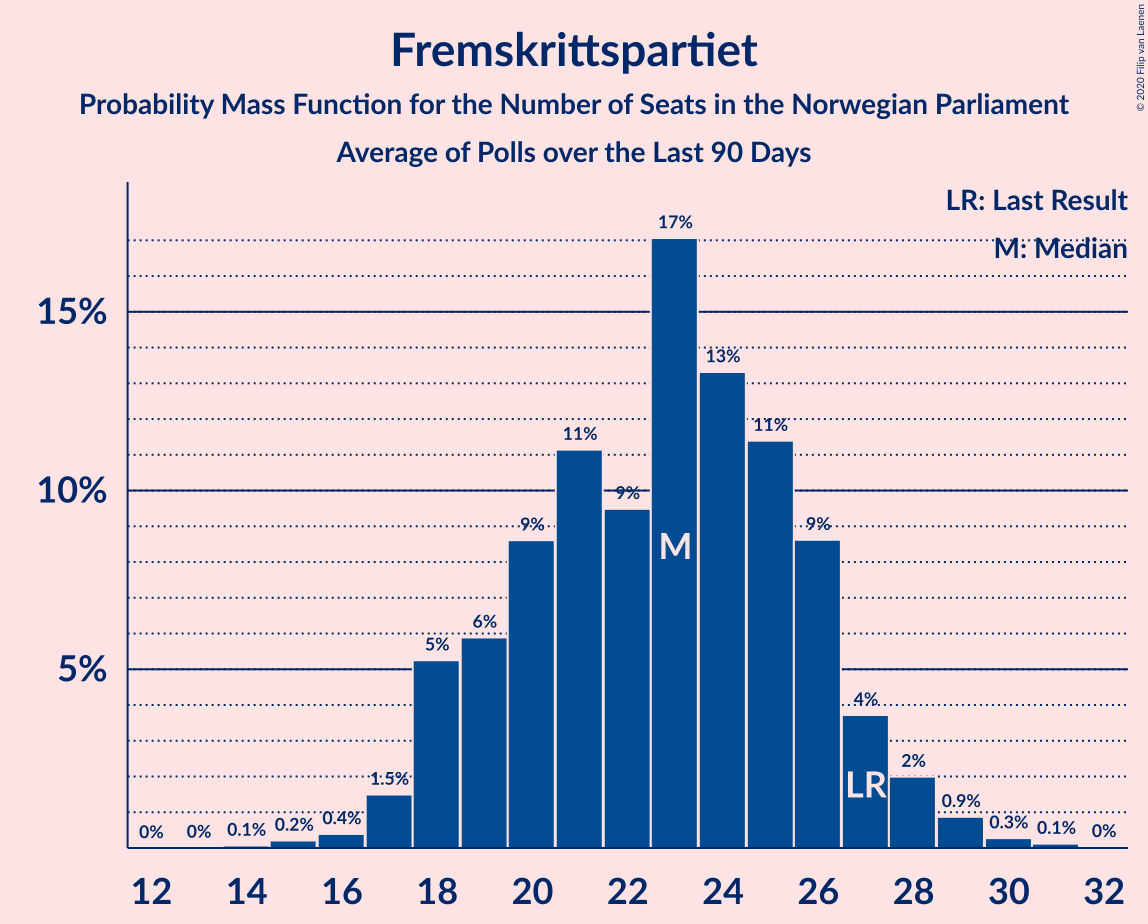 Fremskrittspartiet
Probability Mass Function for the Number of Seats in the Norwegian Parliament
Average of Polls over the Last 90 Days
© 2020 Filip van Laenen
LR: Last Result
M: Median
15%
10%
5%
0%
0%
0.1%
0.2%
0.4%
1.5%
5%
6%
9%
11%
9%
17%
13%
11%
9%
4%
2%
0.9%
0.3%
0.1%
0%
M
LR
12 14 16 18 20 22 24 26 28 30 32